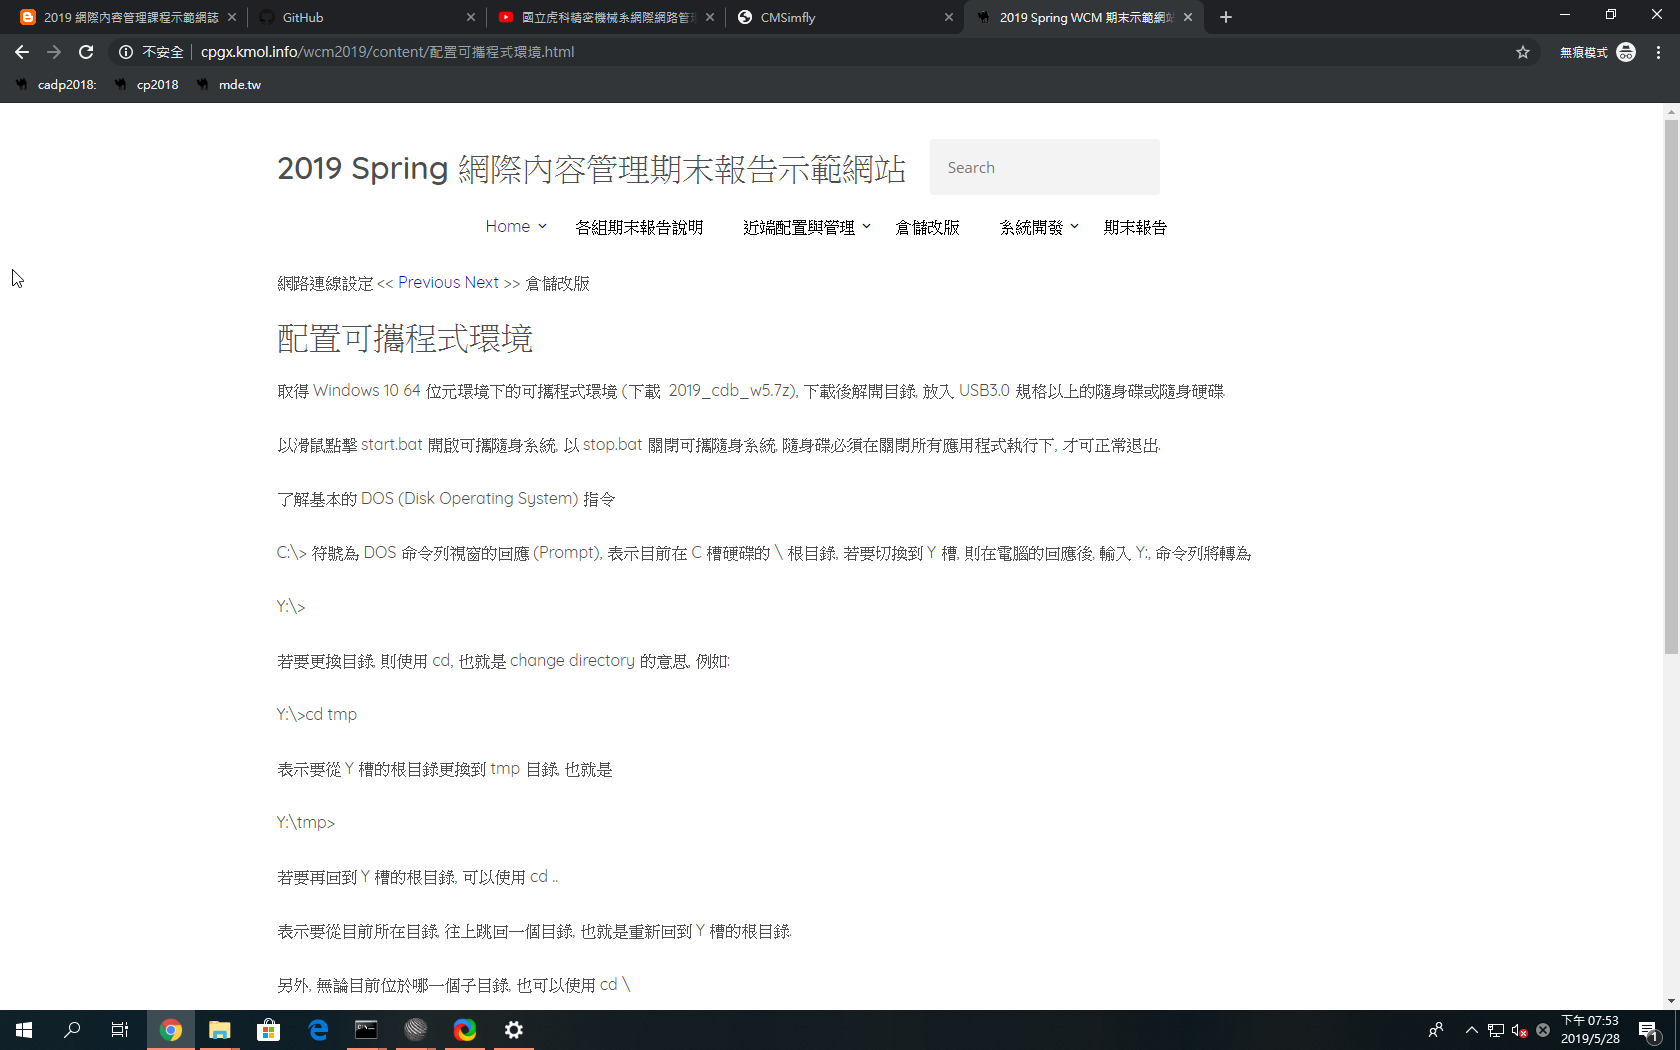 2019 網際內容管理課程示範網誌
GitHub
國立虎科精密機械系網際網路管
CMSimfly
2019 Spring WCM 期末示範網站
不安全
cpgx.kmol.info/wcm2019/content/配置可攜程式環境.html
無痕模式
cadp2018:
cp2018
mde.tw
2019 Spring 網際內容管理期末報告示範網站
Search
Home
各組期末報告說明
近端配置與管理
倉儲改版
系統開發
期末報告
網路連線設定 << Previous Next >> 倉儲改版
配置可攜程式環境
取得 Windows 10 64 位元環境下的可攜程式環境 (下載 2019_cdb_w5.7z), 下載後解開目錄, 放入 USB3.0 規格以上的隨身碟或隨身硬碟.
以滑鼠點擊 start.bat 開啟可攜隨身系統, 以 stop.bat 關閉可攜隨身系統, 隨身碟必須在關閉所有應用程式執行下, 才可正常退出.
了解基本的 DOS (Disk Operating System) 指令
C:\> 符號為 DOS 命令列視窗的回應 (Prompt), 表示目前在 C 槽硬碟的 \ 根目錄, 若要切換到 Y 槽, 則在電腦的回應後, 輸入 Y:, 命令列將轉為
Y:\>
若要更換目錄, 則使用 cd, 也就是 change directory 的意思, 例如:
Y:\>cd tmp
表示要從 Y 槽的根目錄更換到 tmp 目錄, 也就是
Y:\tmp>
若要再回到 Y 槽的根目錄, 可以使用 cd ..
表示要從目前所在目錄, 往上跳回一個目錄, 也就是重新回到 Y 槽的根目錄.
另外, 無論目前位於哪一個子目錄, 也可以使用 cd \
下午 07:53
2019/5/28
1